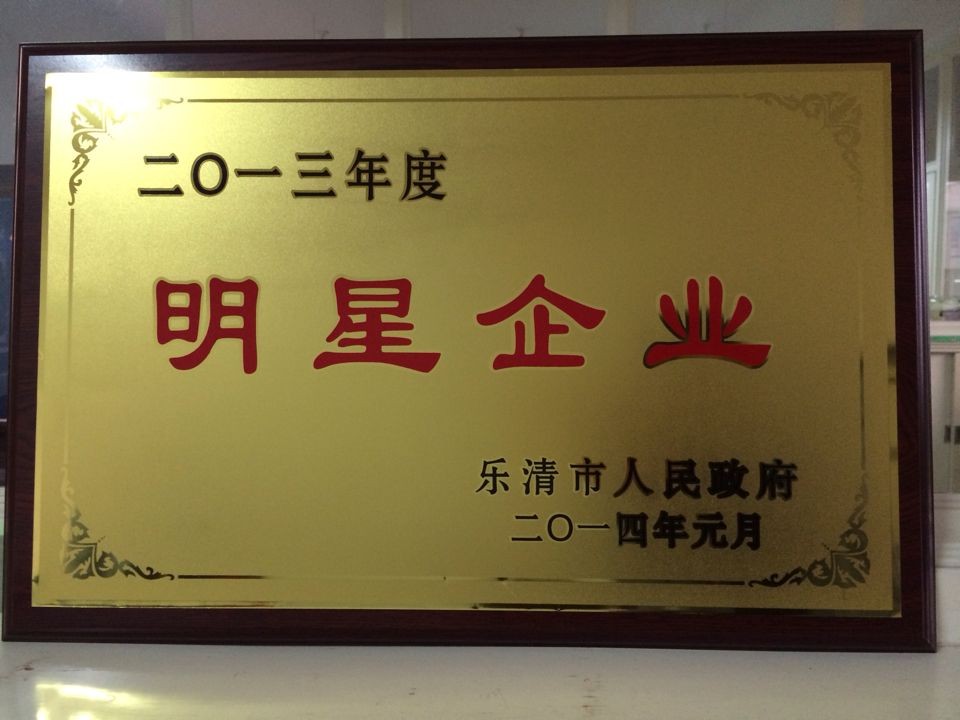 二〇一三年度
明星企业
乐清市人民政府
二〇一四年元月